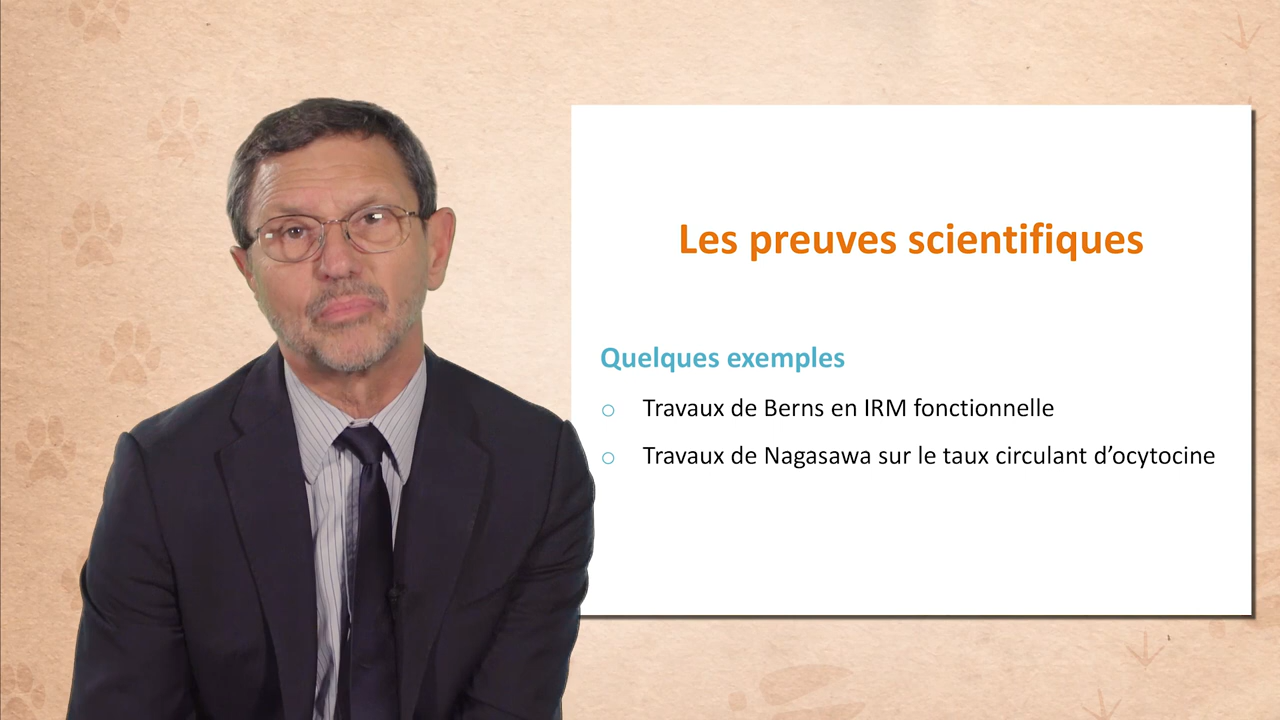 Les preuves scientifiques
Quelques exemples
Travaux de Berns en IRM fonctionnelle
Travaux de Nagasawa sur le taux circulant d’ocytocine